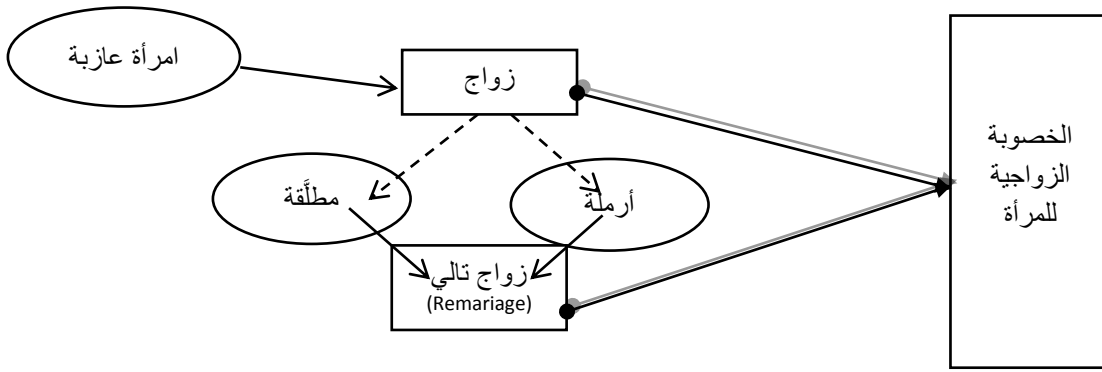 امرأة عازبة
زواج
مطلَّقة
أرملة
زواج تالي
(Remariage)
الخصوبة
الزواجية
للمرأة